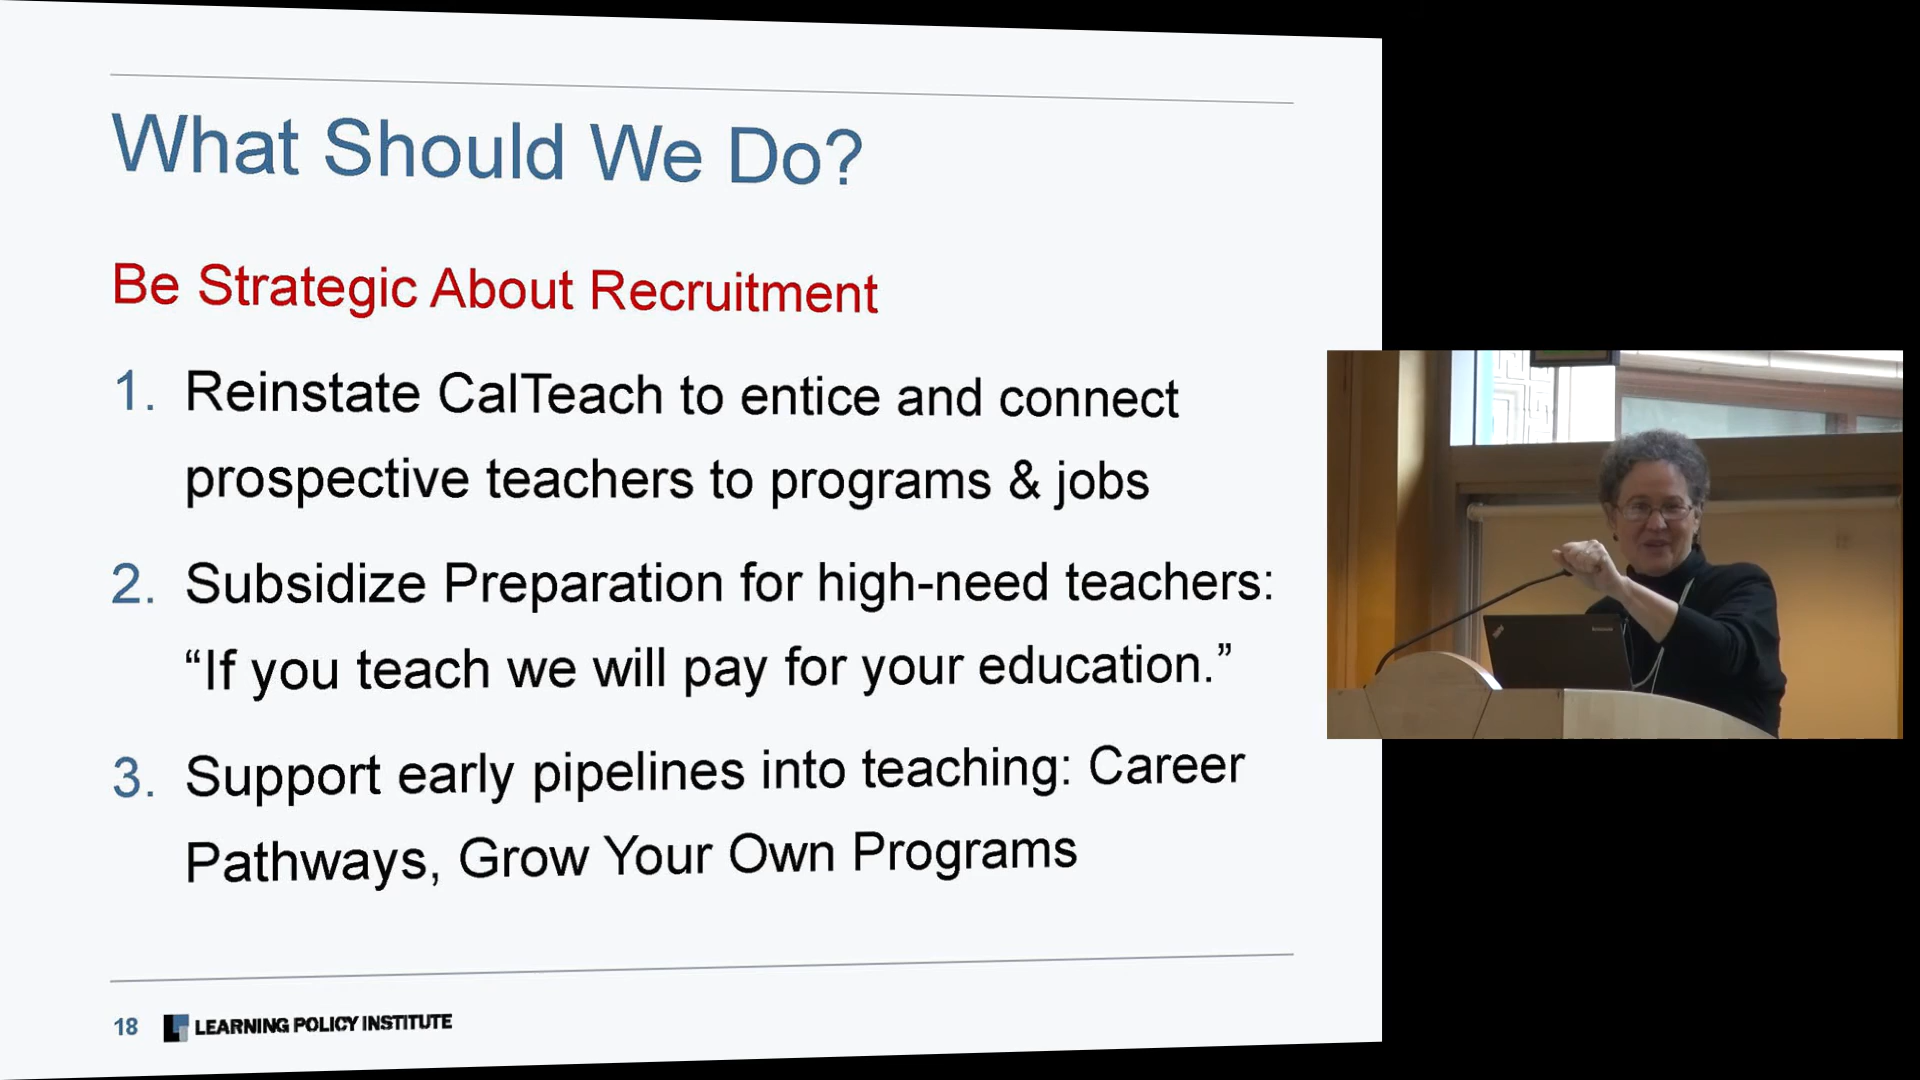 What Should We Do?
Be Strategic About Recruitment
1. Reinstate CalTeach to entice and connect
prospective teachers to programs & jobs
2. Subsidize Preparation for high-need teachers:
“If you teach we will pay for your education.”
3. Support early pipelines into teaching: Career
Pathways, Grow Your Own Programs
18 LEARNING POLICY INSTITUTE